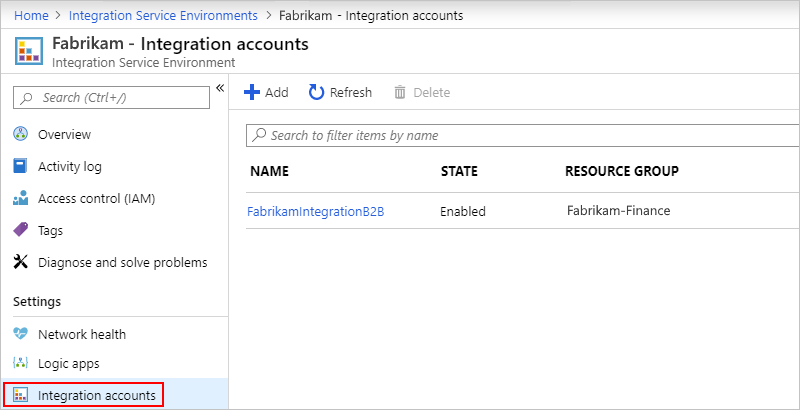 Home > Integration Service Environments > Fabrikam - Integration accounts
Fabrikam - Integration accounts
Integration Service Environment
Search (Ctrl+/)
«
Overview
Activity log
Access control (IAM)
Tags
Diagnose and solve problems
Settings
Network health
Logic apps
Integration accounts
Add Refresh Delete
Search to filter items by name
NAME STATE RESOURCE GROUP
FabrikamIntegrationB2B Enabled Fabrikam-Finance